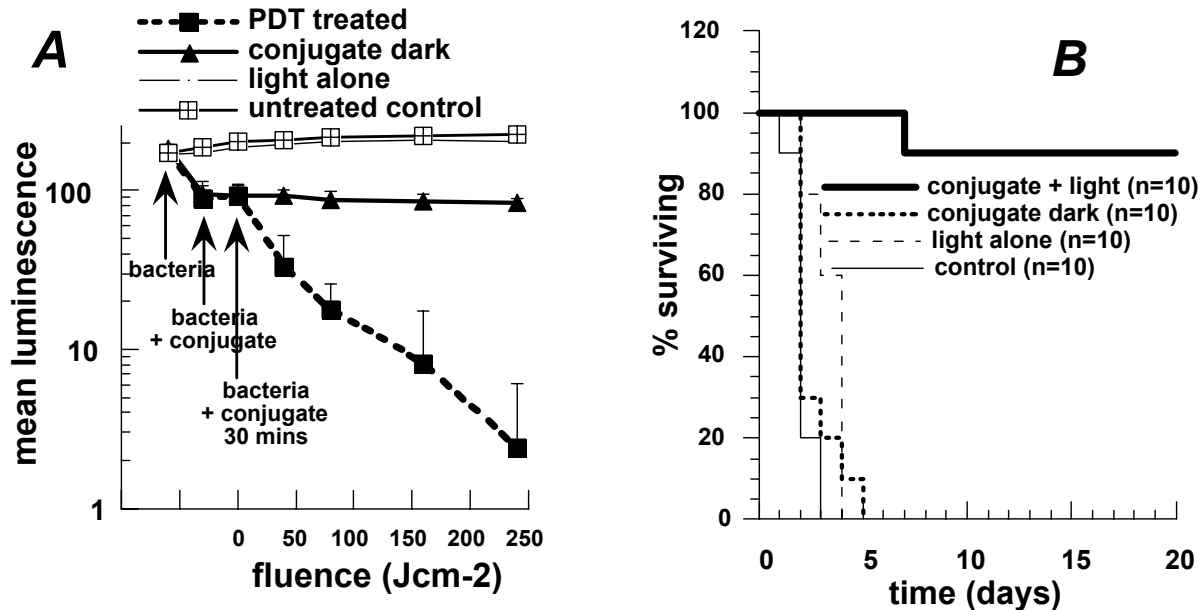 A
PDT treated
conjugate dark
light alone
untreated control
mean luminescence
100
10
1
bacteria
bacteria
+ conjugate
bacteria
+ conjugate
30 mins
0 50 100 150 200 250
fluence (Jcm-2)
B
% surviving
120
100
80
60
40
20
0
conjugate + light (n=10)
conjugate dark (n=10)
light alone (n=10)
control (n=10)
0 5 10 15 20
time (days)